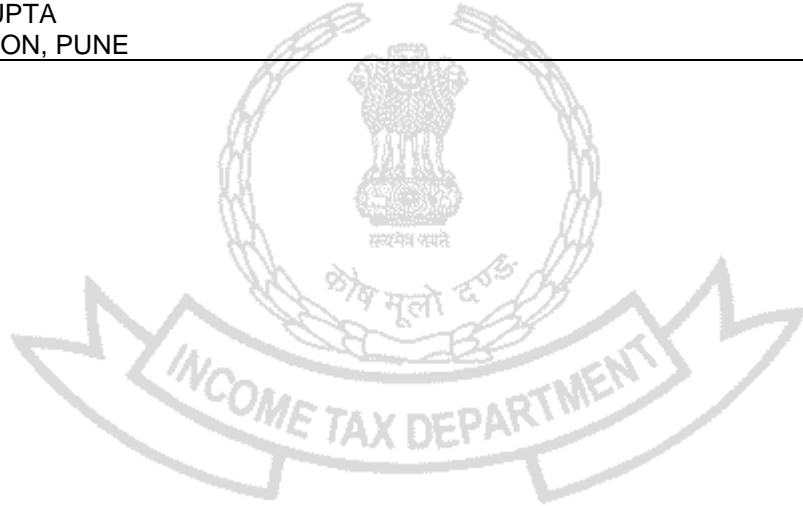 UPTA
ON, PUNE
सत्यमेव जयते
कोष मूलो दण्ड:
INCOME TAX DEPARTMENT